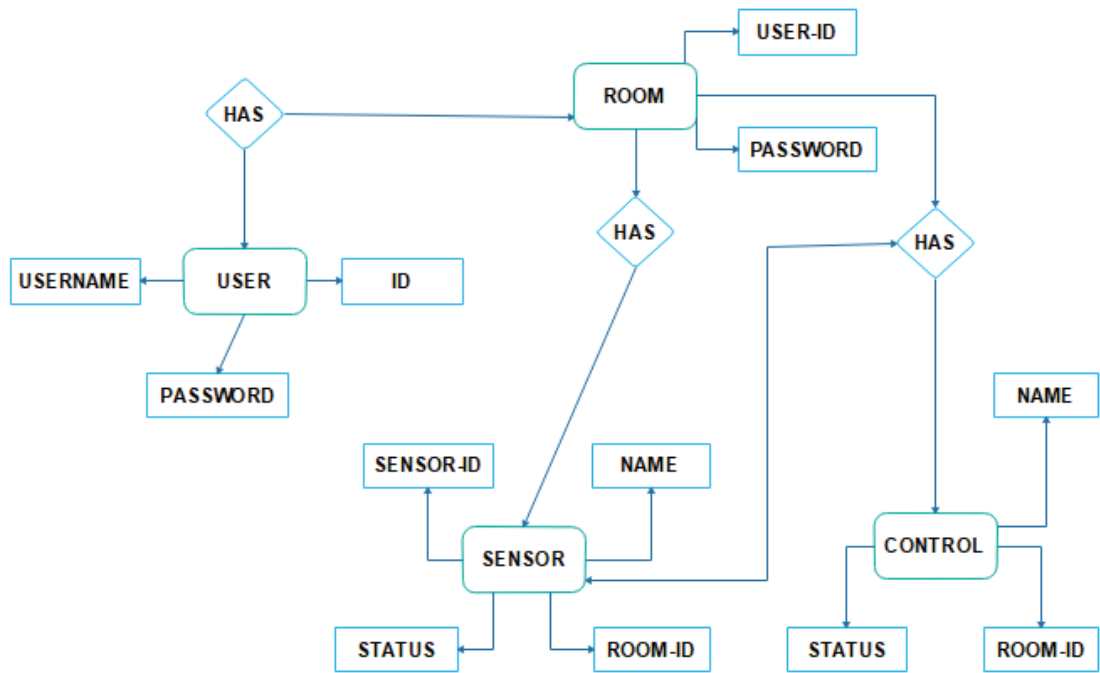 USER-ID
ROOM
HAS
PASSWORD
HAS
HAS
USERNAME
USER
ID
PASSWORD
NAME
SENSOR-ID
NAME
SENSOR
CONTROL
STATUS
ROOM-ID
STATUS
ROOM-ID